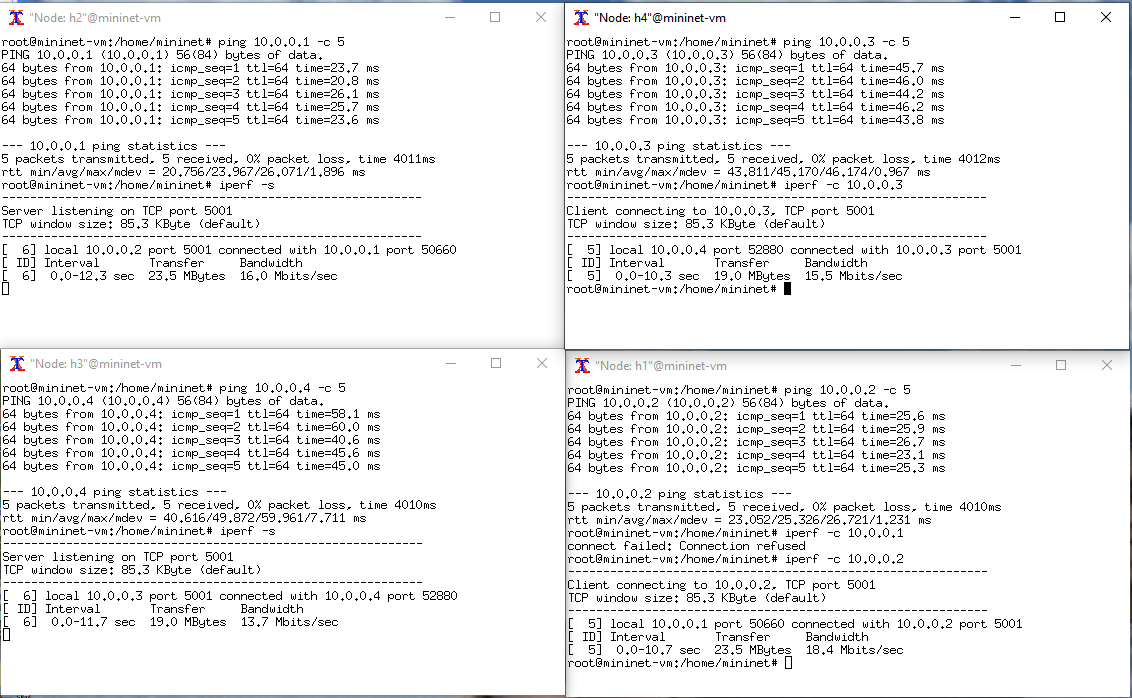 "Node: h2"@mininet-vm
root@mininet-vm:/home/mininet# ping 10.0.0.1 -c 5
PING 10.0.0.1 (10.0.0.1) 56(84) bytes of data.
64 bytes from 10.0.0.1: icmp_seq=1 ttl=64 time=23.7 ms
64 bytes from 10.0.0.1: icmp_seq=2 ttl=64 time=20.8 ms
64 bytes from 10.0.0.1: icmp_seq=3 ttl=64 time=26.1 ms
64 bytes from 10.0.0.1: icmp_seq=4 ttl=64 time=25.7 ms
64 bytes from 10.0.0.1: icmp_seq=5 ttl=64 time=23.6 ms
--- 10.0.0.1 ping statistics ---
5 packets transmitted, 5 received, 0% packet loss, time 4011ms
rtt min/avg/max/mdev = 20.756/23.967/26.071/1.896 ms
root@mininet-vm:/home/mininet# iperf -s
------------------------------------------------------------
Server listening on TCP port 5001
TCP window size: 85.3 KByte (default)
------------------------------------------------------------
[  6] local 10.0.0.2 port 5001 connected with 10.0.0.1 port 50660
[ ID] Interval       Transfer     Bandwidth
[  6]  0.0-12.3 sec  23.5 MBytes  16.0 Mbits/sec
"Node: h4"@mininet-vm
root@mininet-vm:/home/mininet# ping 10.0.0.3 -c 5
PING 10.0.0.3 (10.0.0.3) 56(84) bytes of data.
64 bytes from 10.0.0.3: icmp_seq=1 ttl=64 time=45.7 ms
64 bytes from 10.0.0.3: icmp_seq=2 ttl=64 time=46.0 ms
64 bytes from 10.0.0.3: icmp_seq=3 ttl=64 time=44.2 ms
64 bytes from 10.0.0.3: icmp_seq=4 ttl=64 time=46.2 ms
64 bytes from 10.0.0.3: icmp_seq=5 ttl=64 time=43.8 ms
--- 10.0.0.3 ping statistics ---
5 packets transmitted, 5 received, 0% packet loss, time 4012ms
rtt min/avg/max/mdev = 43.811/45.170/46.174/0.967 ms
root@mininet-vm:/home/mininet# iperf -c 10.0.0.3
------------------------------------------------------------
Client connecting to 10.0.0.3, TCP port 5001
TCP window size: 85.3 KByte (default)
------------------------------------------------------------
[  5] local 10.0.0.4 port 52880 connected with 10.0.0.3 port 5001
[ ID] Interval       Transfer     Bandwidth
[  5]  0.0-10.3 sec  19.0 MBytes  15.5 Mbits/sec
root@mininet-vm:/home/mininet#
"Node: h3"@mininet-vm
root@mininet-vm:/home/mininet# ping 10.0.0.4 -c 5
PING 10.0.0.4 (10.0.0.4) 56(84) bytes of data.
64 bytes from 10.0.0.4: icmp_seq=1 ttl=64 time=58.1 ms
64 bytes from 10.0.0.4: icmp_seq=2 ttl=64 time=60.0 ms
64 bytes from 10.0.0.4: icmp_seq=3 ttl=64 time=40.6 ms
64 bytes from 10.0.0.4: icmp_seq=4 ttl=64 time=45.6 ms
64 bytes from 10.0.0.4: icmp_seq=5 ttl=64 time=45.0 ms
--- 10.0.0.4 ping statistics ---
5 packets transmitted, 5 received, 0% packet loss, time 4010ms
rtt min/avg/max/mdev = 40.616/49.872/59.961/7.711 ms
root@mininet-vm:/home/mininet# iperf -s
------------------------------------------------------------
Server listening on TCP port 5001
TCP window size: 85.3 KByte (default)
------------------------------------------------------------
[  6] local 10.0.0.3 port 5001 connected with 10.0.0.4 port 52880
[ ID] Interval       Transfer     Bandwidth
[  6]  0.0-11.7 sec  19.0 MBytes  13.7 Mbits/sec
"Node: h1"@mininet-vm
root@mininet-vm:/home/mininet# ping 10.0.0.2 -c 5
PING 10.0.0.2 (10.0.0.2) 56(84) bytes of data.
64 bytes from 10.0.0.2: icmp_seq=1 ttl=64 time=25.6 ms
64 bytes from 10.0.0.2: icmp_seq=2 ttl=64 time=25.9 ms
64 bytes from 10.0.0.2: icmp_seq=3 ttl=64 time=26.7 ms
64 bytes from 10.0.0.2: icmp_seq=4 ttl=64 time=23.1 ms
64 bytes from 10.0.0.2: icmp_seq=5 ttl=64 time=25.3 ms
--- 10.0.0.2 ping statistics ---
5 packets transmitted, 5 received, 0% packet loss, time 4010ms
rtt min/avg/max/mdev = 23.052/25.326/26.721/1.231 ms
root@mininet-vm:/home/mininet# iperf -c 10.0.0.1
connect failed: Connection refused
root@mininet-vm:/home/mininet# iperf -c 10.0.0.2
------------------------------------------------------------
Client connecting to 10.0.0.2, TCP port 5001
TCP window size: 85.3 KByte (default)
------------------------------------------------------------
[  5] local 10.0.0.1 port 50660 connected with 10.0.0.2 port 5001
[ ID] Interval       Transfer     Bandwidth
[  5]  0.0-10.7 sec  23.5 MBytes  18.4 Mbits/sec
root@mininet-vm:/home/mininet#